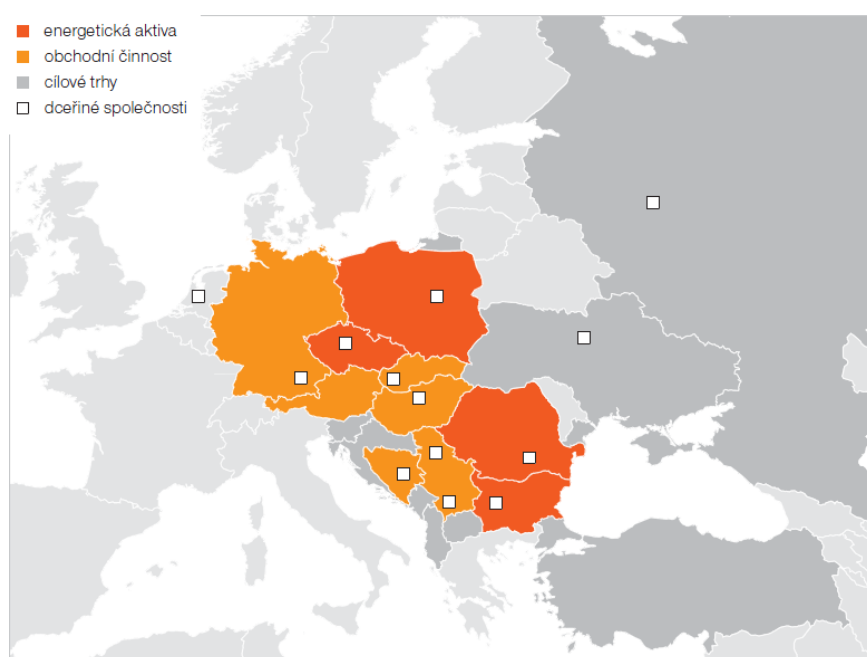 energetická aktiva
obchodní činnost
cílové trhy
dceřiné společnosti